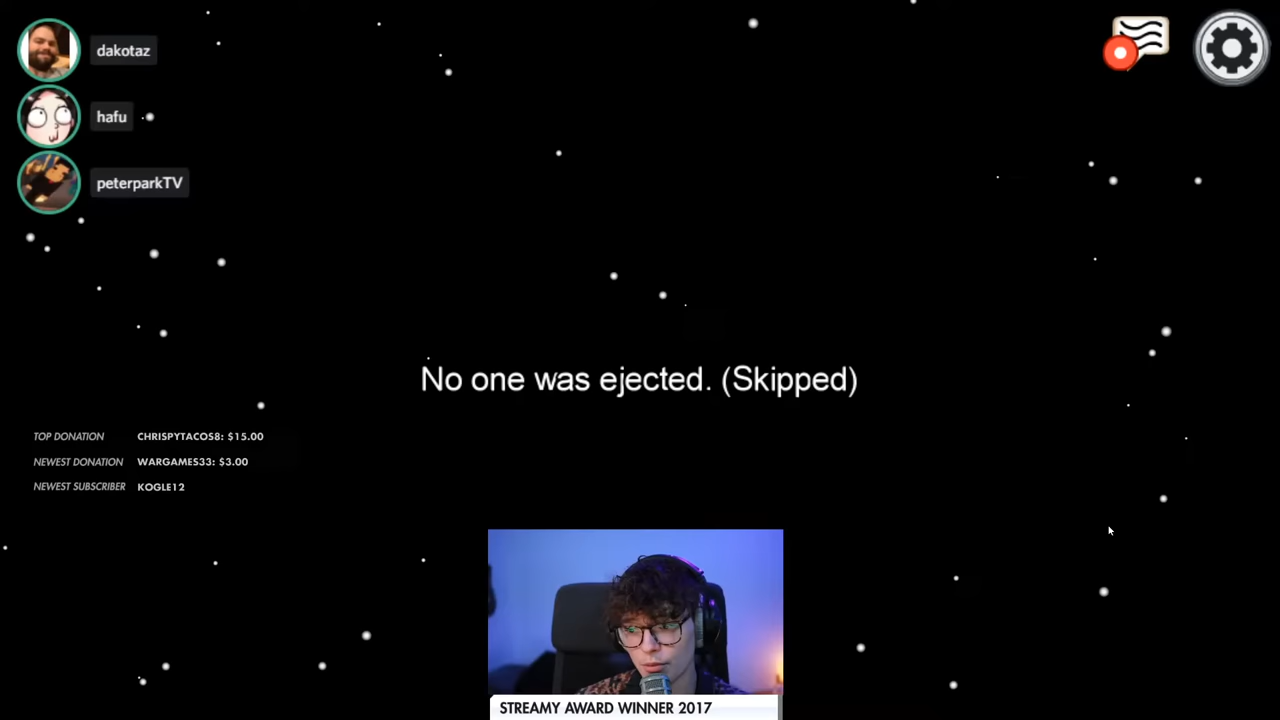 dakotaz
hafu
peterparkTV
No one was ejected. (Skipped)
TOP DONATION CHRISPYTACOS8: $15.00
NEWEST DONATION WARGAMES33: $3.00
NEWEST SUBSCRIBER KOGLE12
STREAMY AWARD WINNER 2017